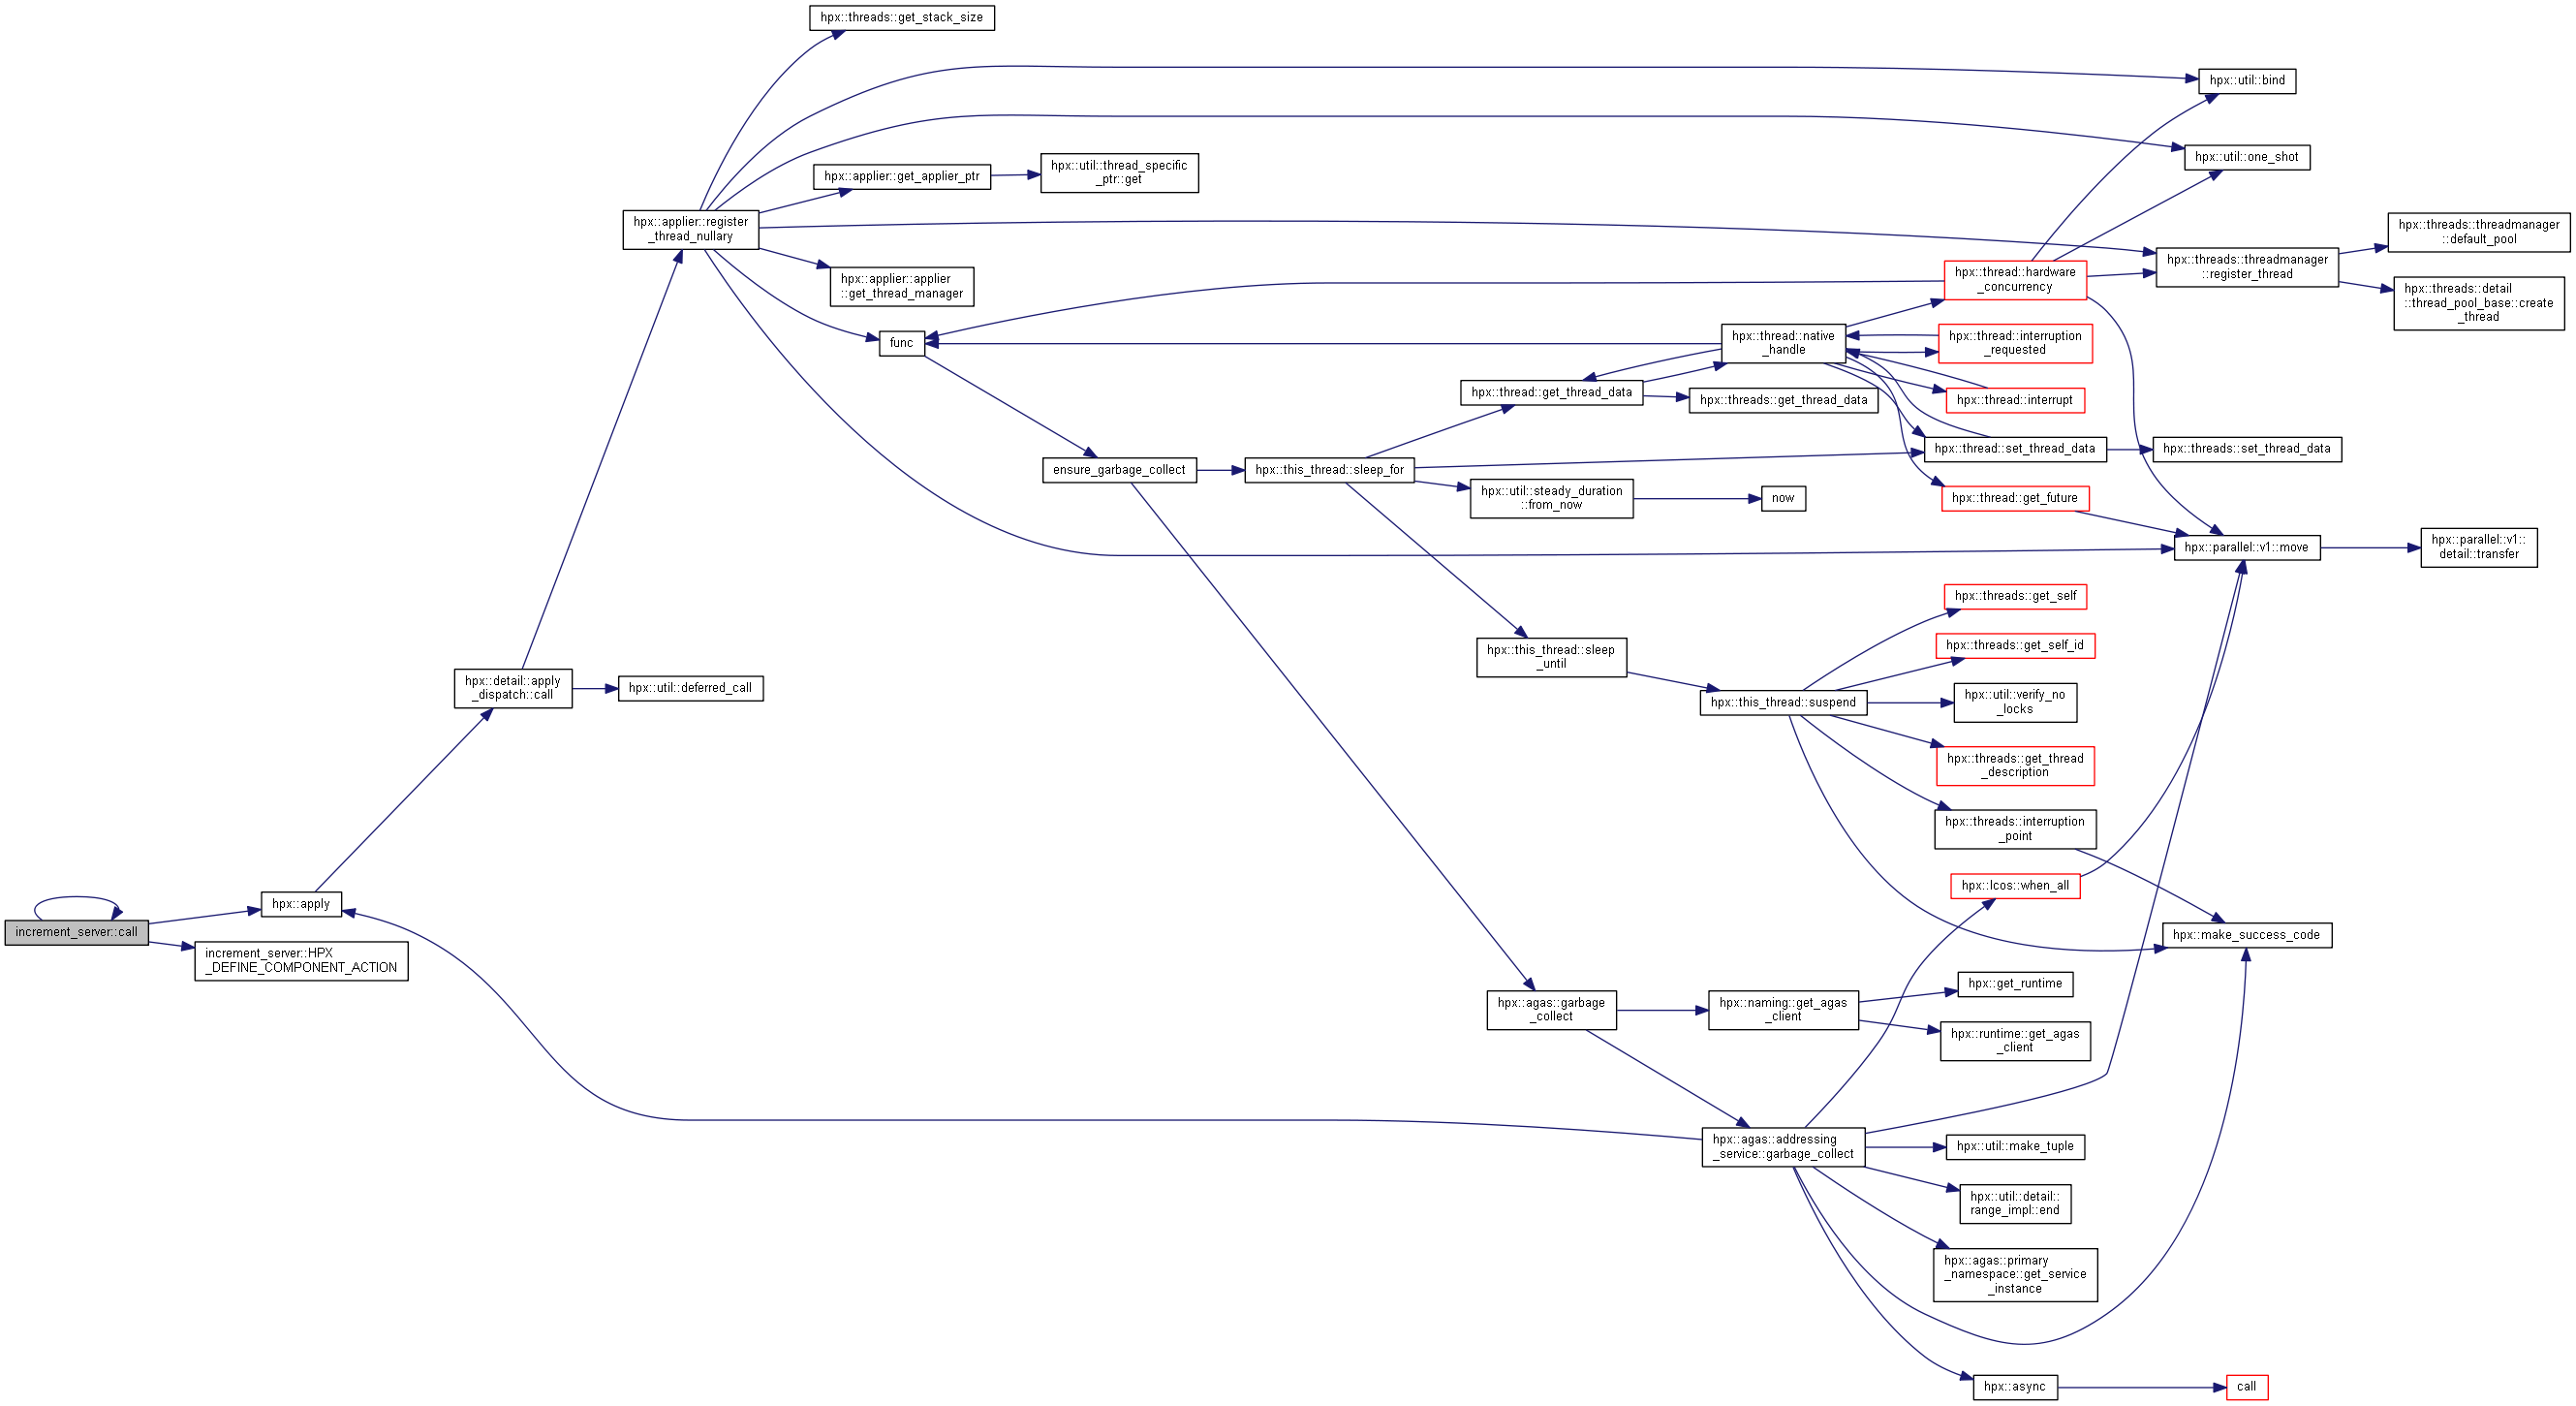 hpx::threads::get_stack_size
hpx::util::bind
hpx::util::one_shot
hpx::applier::get_applier_ptr
hpx::util::thread_specific
_ptr::get
hpx::applier::register
_thread_nullary
hpx::threads::threadmanager
::default_pool
hpx::threads::threadmanager
::register_thread
hpx::thread::hardware
_concurrency
hpx::applier::applier
::get_thread_manager
hpx::threads::detail
::thread_pool_base::create
_thread
func
hpx::thread::native
_handle
hpx::thread::interruption
_requested
hpx::thread::get_thread_data
hpx::threads::get_thread_data
hpx::thread::interrupt
hpx::thread::set_thread_data
hpx::threads::set_thread_data
ensure_garbage_collect
hpx::this_thread::sleep_for
hpx::util::steady_duration
::from_now
now
hpx::thread::get_future
hpx::parallel::v1::move
hpx::parallel::v1::
detail::transfer
hpx::threads::get_self
hpx::this_thread::sleep
_until
hpx::threads::get_self_id
hpx::detail::apply
_dispatch::call
hpx::util::deferred_call
hpx::this_thread::suspend
hpx::util::verify_no
_locks
hpx::threads::get_thread
_description
hpx::threads::interruption
_point
hpx::lcos::when_all
hpx::apply
increment_server::call
hpx::make_success_code
increment_server::HPX
_DEFINE_COMPONENT_ACTION
hpx::agas::garbage
_collect
hpx::naming::get_agas
_client
hpx::get_runtime
hpx::runtime::get_agas
_client
hpx::agas::addressing
_service::garbage_collect
hpx::util::make_tuple
hpx::util::detail::
range_impl::end
hpx::agas::primary
_namespace::get_service
_instance
hpx::async
call